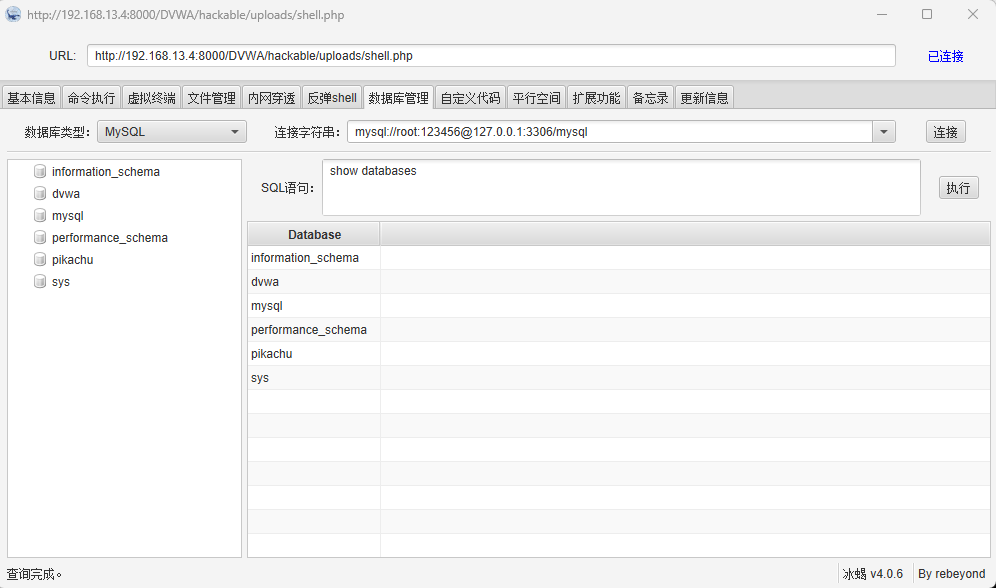 http://192.168.13.4:8000/DVWA/hackable/uploads/shell.php
URL: http://192.168.13.4:8000/DVWA/hackable/uploads/shell.php 已连接
基本信息 命令执行 虚拟终端 文件管理 内网穿透 反弹shell 数据库管理 自定义代码 平行空间 扩展功能 备忘录 更新信息
数据库类型: MySQL 连接字符串: mysql://root:123456@127.0.0.1:3306/mysql 连接
information_schema
dvwa
mysql
performance_schema
pikachu
sys
SQL语句: show databases 执行
Database
information_schema
dvwa
mysql
performance_schema
pikachu
sys
查询完成。 冰蝎 v4.0.6 By rebeyond